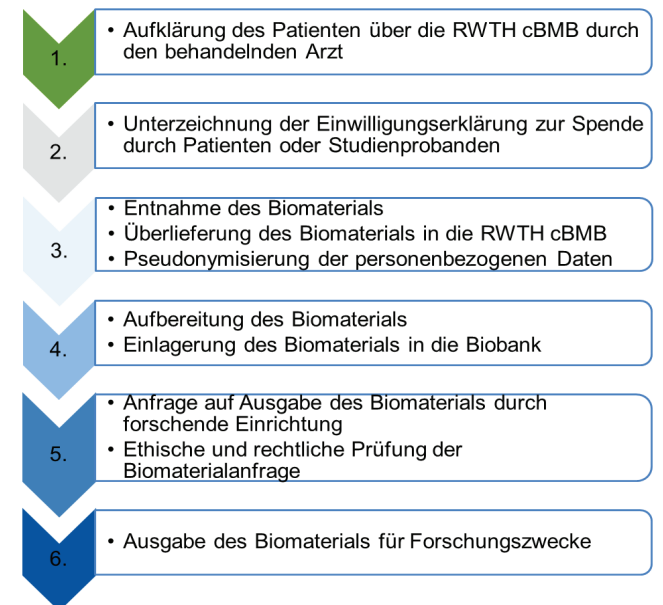 1.
• Aufklärung des Patienten über die RWTH cBMB durch
den behandelnden Arzt
2.
• Unterzeichnung der Einwilligungserklärung zur Spende
durch Patienten oder Studienprobanden
3.
• Entnahme des Biomaterials
• Überlieferung des Biomaterials in die RWTH cBMB
• Pseudonymisierung der personenbezogenen Daten
4.
• Aufbereitung des Biomaterials
• Einlagerung des Biomaterials in die Biobank
5.
• Anfrage auf Ausgabe des Biomaterials durch
forschende Einrichtung
• Ethische und rechtliche Prüfung der
Biomaterialanfrage
6.
• Ausgabe des Biomaterials für Forschungszwecke